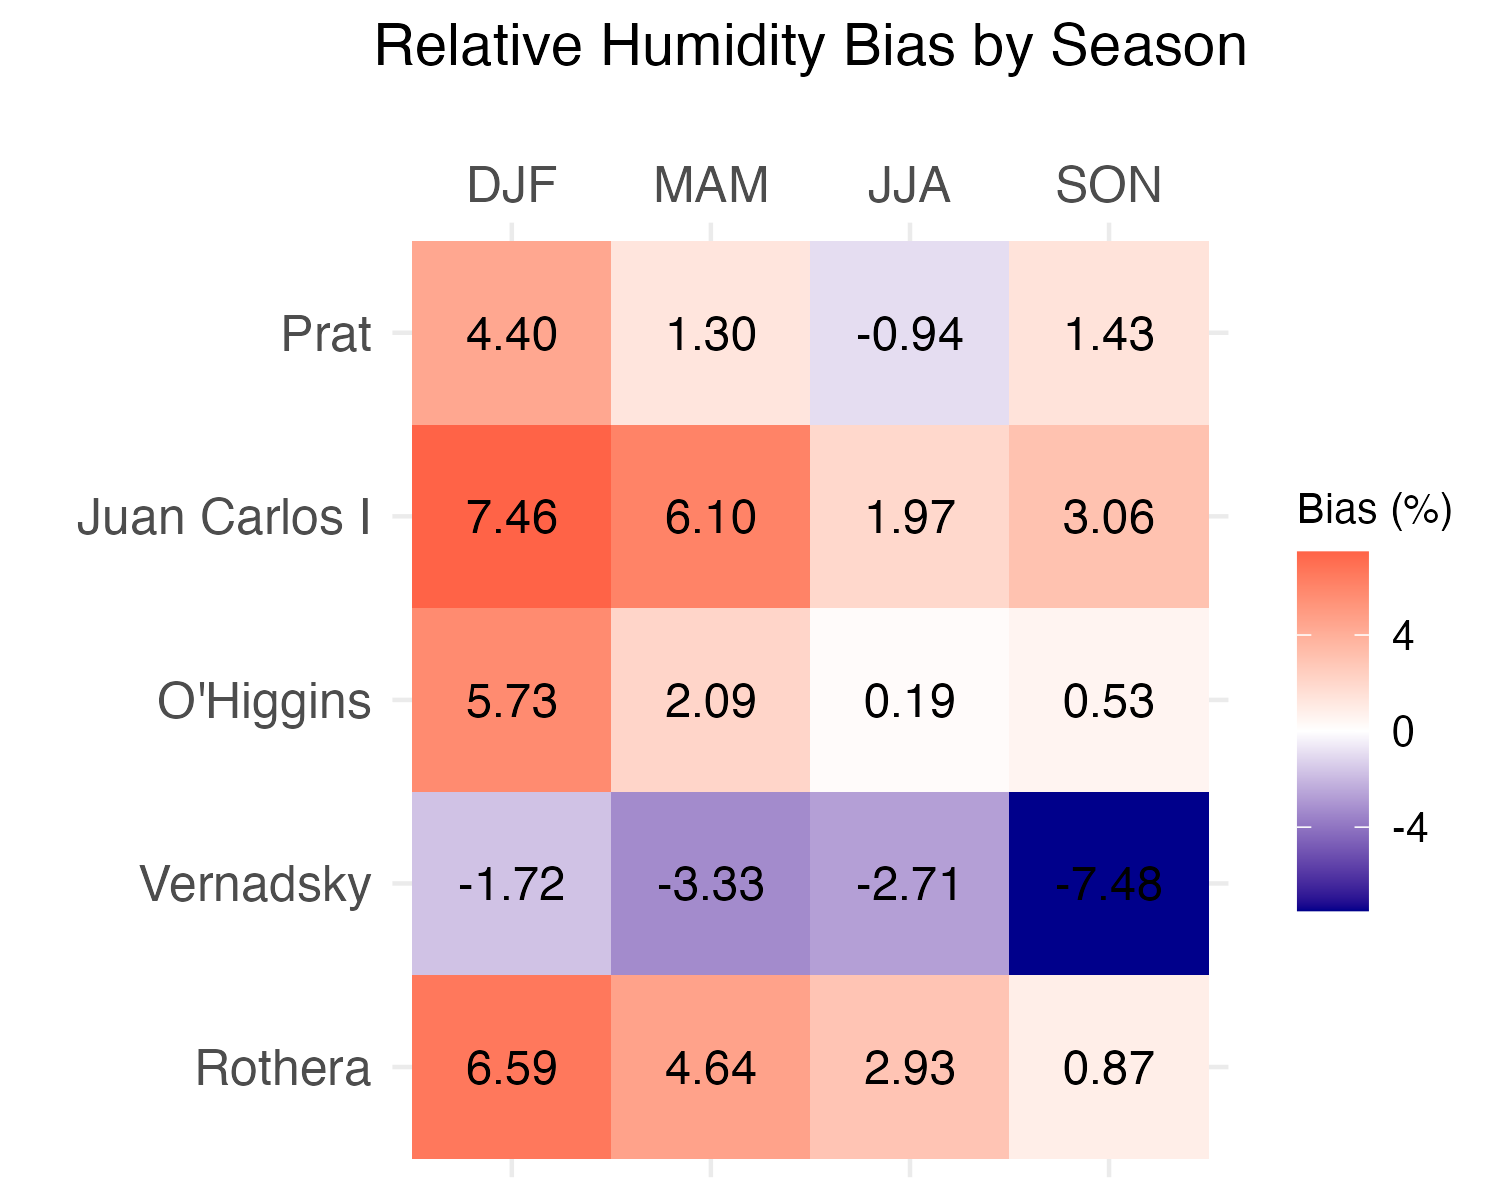 Relative Humidity Bias by Season
DJF MAM JJA SON
Prat 4.40 1.30 -0.94 1.43
Juan Carlos I 7.46 6.10 1.97 3.06
O'Higgins 5.73 2.09 0.19 0.53
Vernadsky -1.72 -3.33 -2.71 -7.48
Rothera 6.59 4.64 2.93 0.87
Bias (%)
4
0
-4